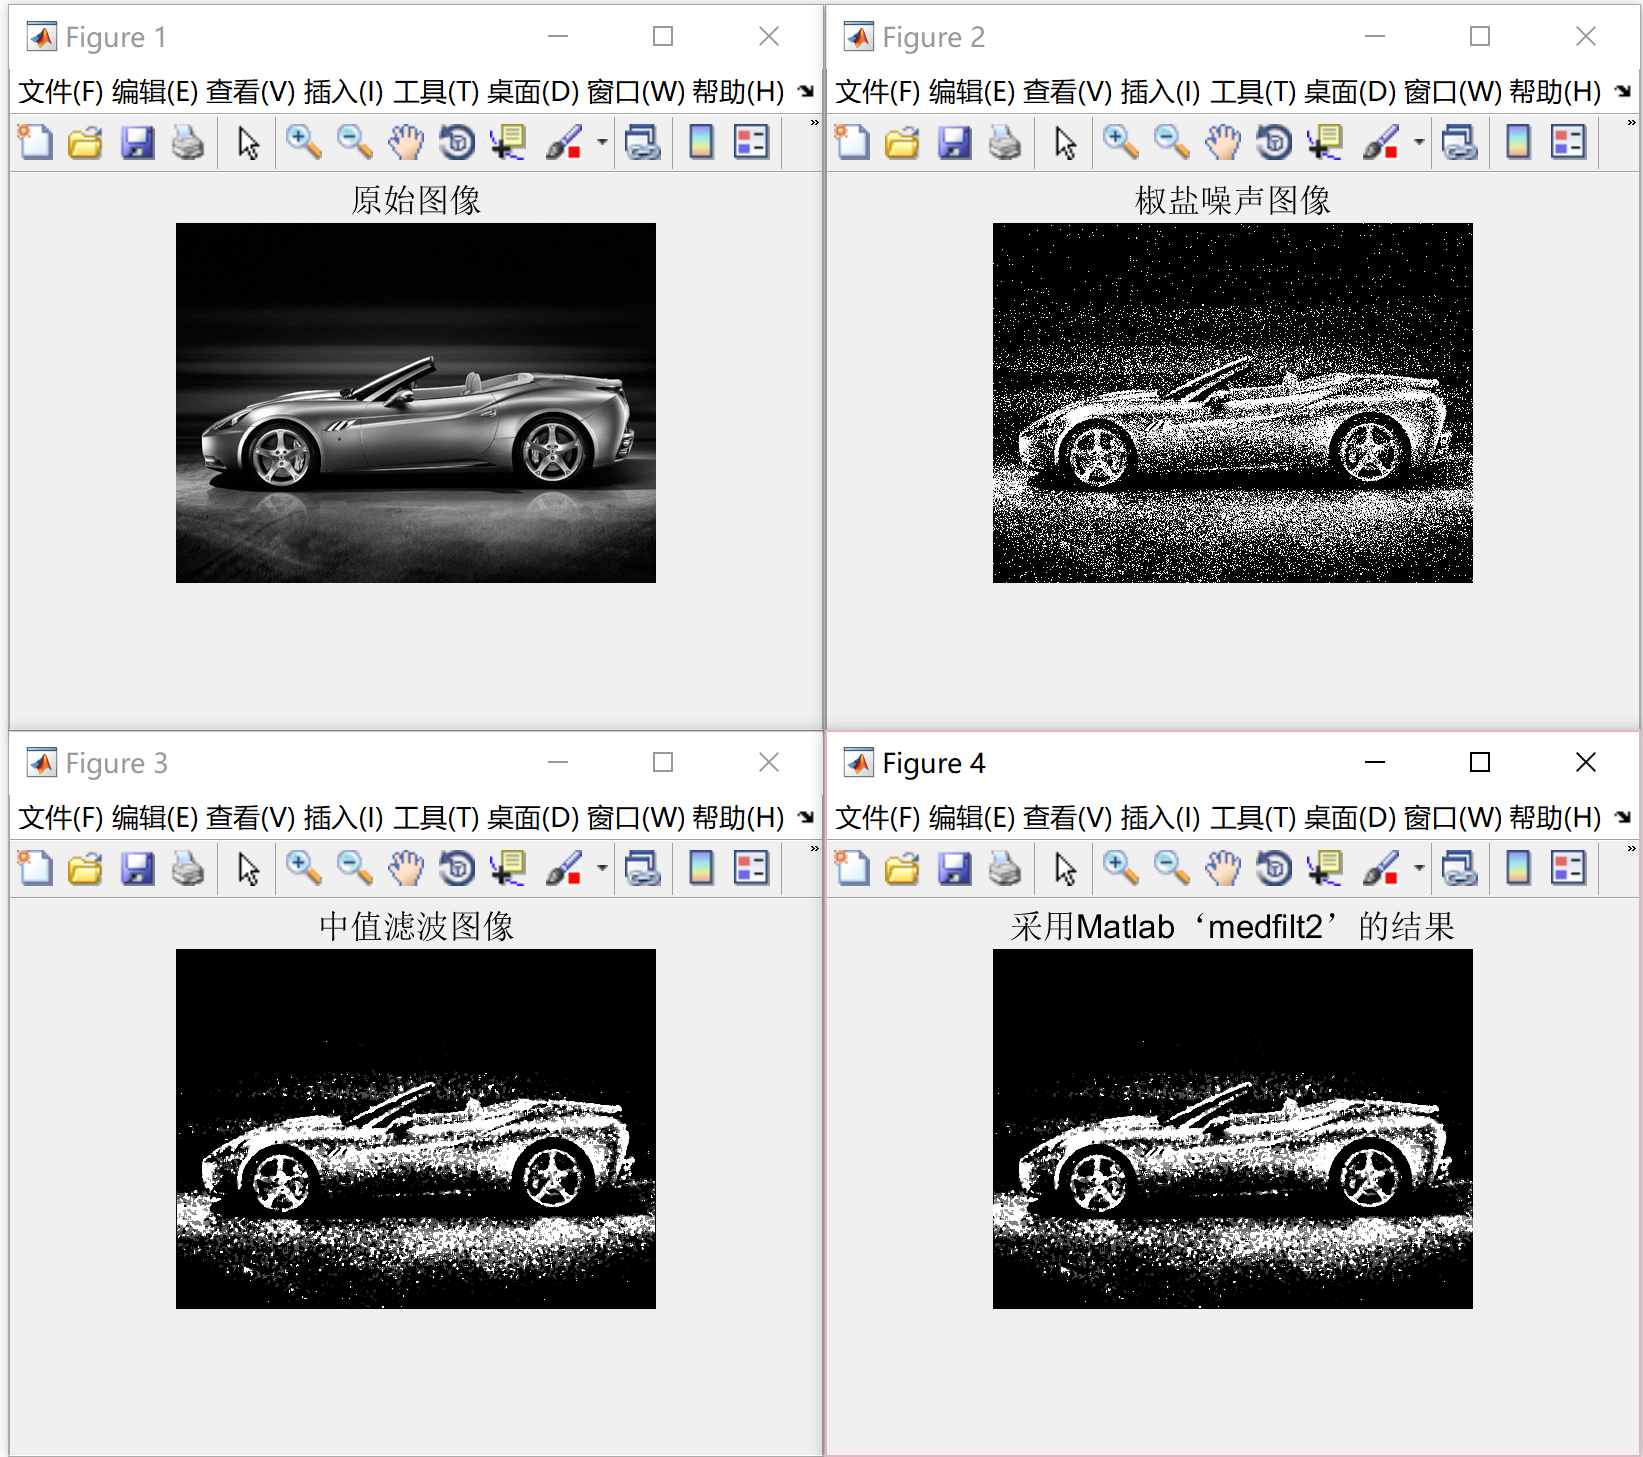 Figure 1
文件(F) 编辑(E) 查看(V) 插入(I) 工具(T) 桌面(D) 窗口(W) 帮助(H)
原始图像
Figure 2
文件(F) 编辑(E) 查看(V) 插入(I) 工具(T) 桌面(D) 窗口(W) 帮助(H)
椒盐噪声图像
Figure 3
文件(F) 编辑(E) 查看(V) 插入(I) 工具(T) 桌面(D) 窗口(W) 帮助(H)
中值滤波图像
Figure 4
文件(F) 编辑(E) 查看(V) 插入(I) 工具(T) 桌面(D) 窗口(W) 帮助(H)
采用Matlab‘medfilt2’的结果